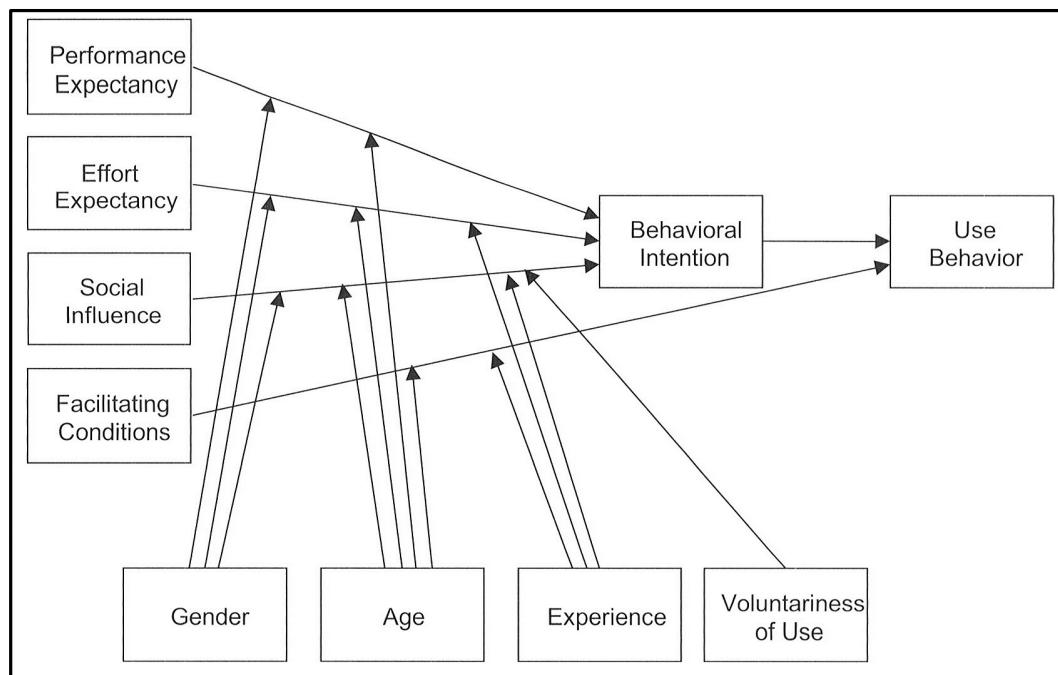 Performance
Expectancy
Effort
Expectancy
Social
Influence
Facilitating
Conditions
Behavioral
Intention
Use
Behavior
Gender
Age
Experience
Voluntariness
of Use